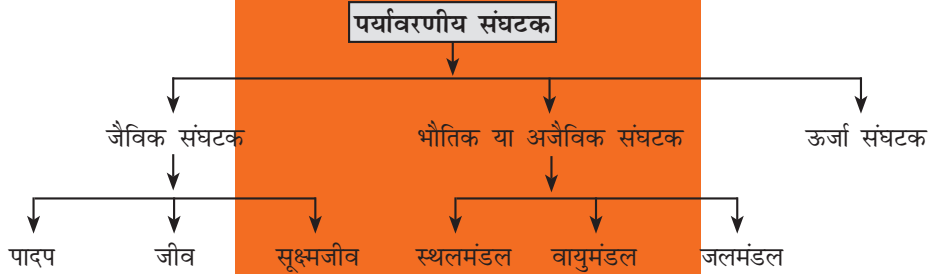 पर्यावरणीय संघटक
जैविक संघटक भौतिक या अजैविक संघटक ऊर्जा संघटक
पादप जीव सूक्ष्मजीव स्थलमंडल वायुमंडल जलमंडल